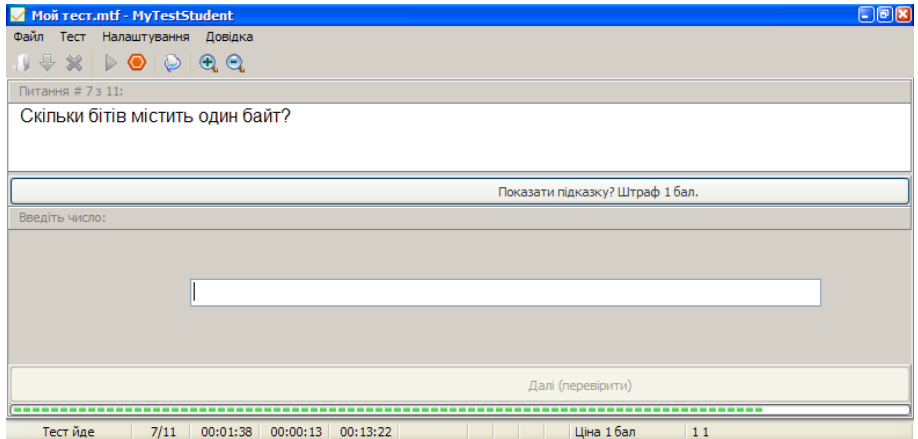 Мой тест.mtf - MyTestStudent
Файл Тест Налаштування Довідка
Питання # 7 з 11:
Скільки бітів містить один байт?
Показати підказку? Штраф 1 бал.
Введіть число:
Далі (перевірити)
Тест йде 7/11 00:01:38 00:00:13 00:13:22 Ціна 1 бал 1 1